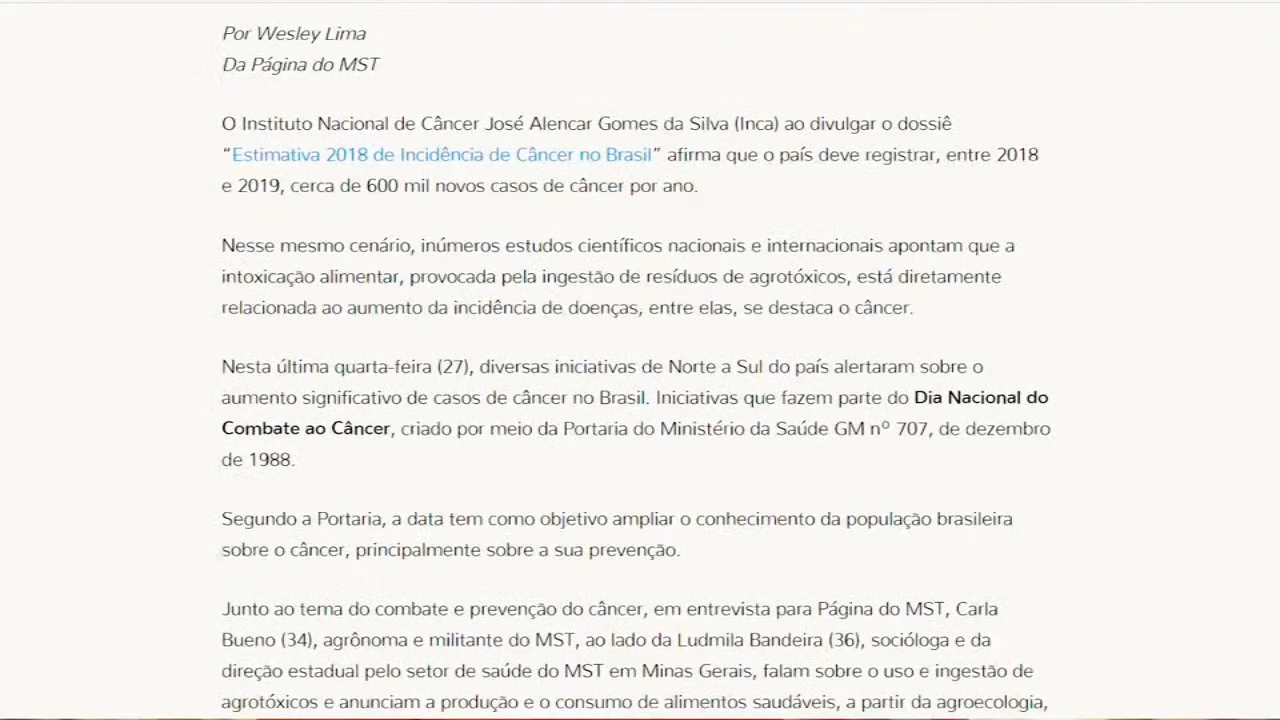 Por Wesley Lima
Da Página do MST
O Instituto Nacional de Câncer José Alencar Gomes da Silva (Inca) ao divulgar o dossiê
“Estimativa 2018 de Incidência de Câncer no Brasil” afirma que o país deve registrar, entre 2018
e 2019, cerca de 600 mil novos casos de câncer por ano.
Nesse mesmo cenário, inúmeros estudos científicos nacionais e internacionais apontam que a
intoxicação alimentar, provocada pela ingestão de resíduos de agrotóxicos, está diretamente
relacionada ao aumento da incidência de doenças, entre elas, se destaca o câncer.
Nesta última quarta-feira (27), diversas iniciativas de Norte a Sul do país alertaram sobre o
aumento significativo de casos de câncer no Brasil. Iniciativas que fazem parte do Dia Nacional do
Combate ao Câncer, criado por meio da Portaria do Ministério da Saúde GM nº 707, de dezembro
de 1988.
Segundo a Portaria, a data tem como objetivo ampliar o conhecimento da população brasileira
sobre o câncer, principalmente sobre a sua prevenção.
Junto ao tema do combate e prevenção do câncer, em entrevista para Página do MST, Carla
Bueno (34), agrônoma e militante do MST, ao lado da Ludmila Bandeira (36), socióloga e da
direção estadual pelo setor de saúde do MST em Minas Gerais, falam sobre o uso e ingestão de
agrotóxicos e anunciam a produção e o consumo de alimentos saudáveis, a partir da agroecologia,